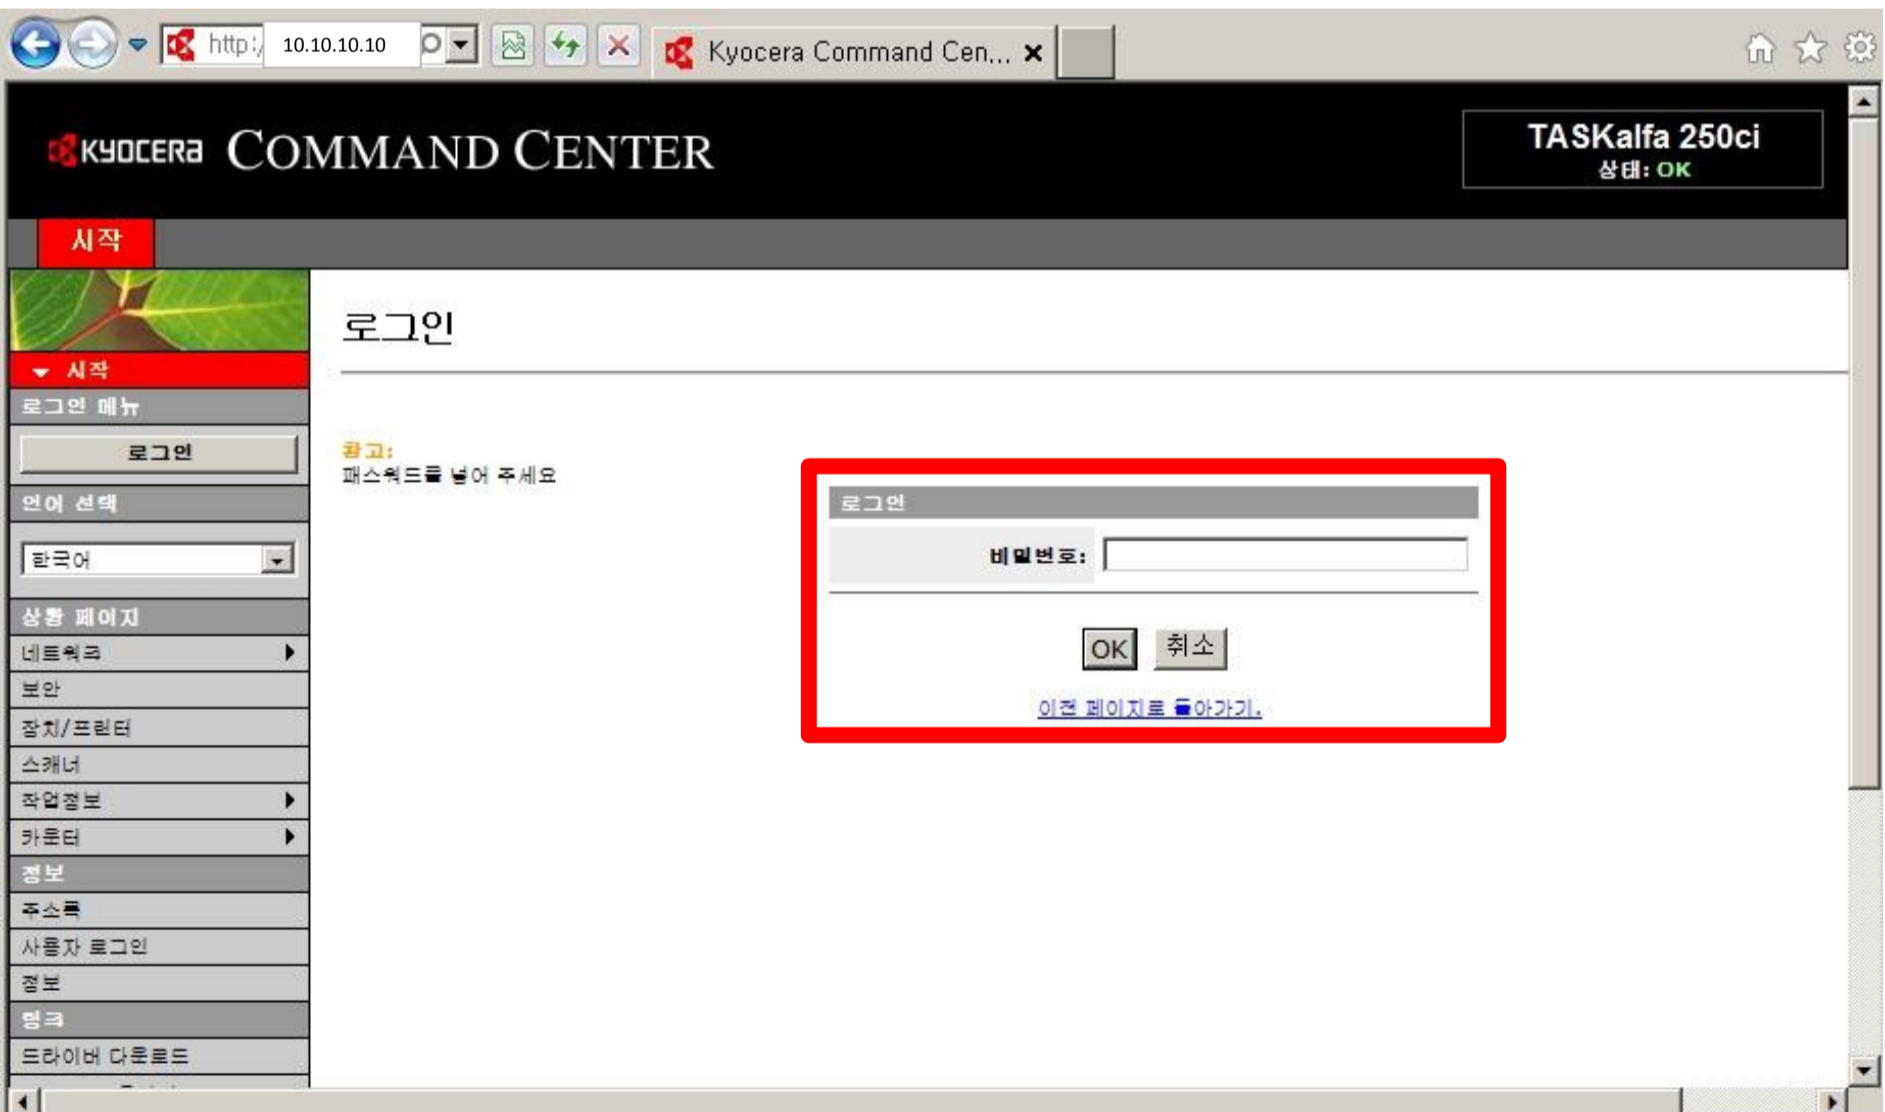 http:/ 10.10.10.10
Kyocera Command Cen...
KYOCERA COMMAND CENTER
TASKalfa 250ci
상태: OK
시작
로그인
시작
로그인 메뉴
로그인
참고:
패스워드를 넣어 주세요
언어 선택
한국어
로그인
비밀번호:
OK 취소
이전 페이지로 돌아가기.
상황 페이지
네트워크
보안
장치/프린터
스캐너
작업정보
카운터
정보
주소록
사용자 로그인
정보
링크
드라이버 다운로드